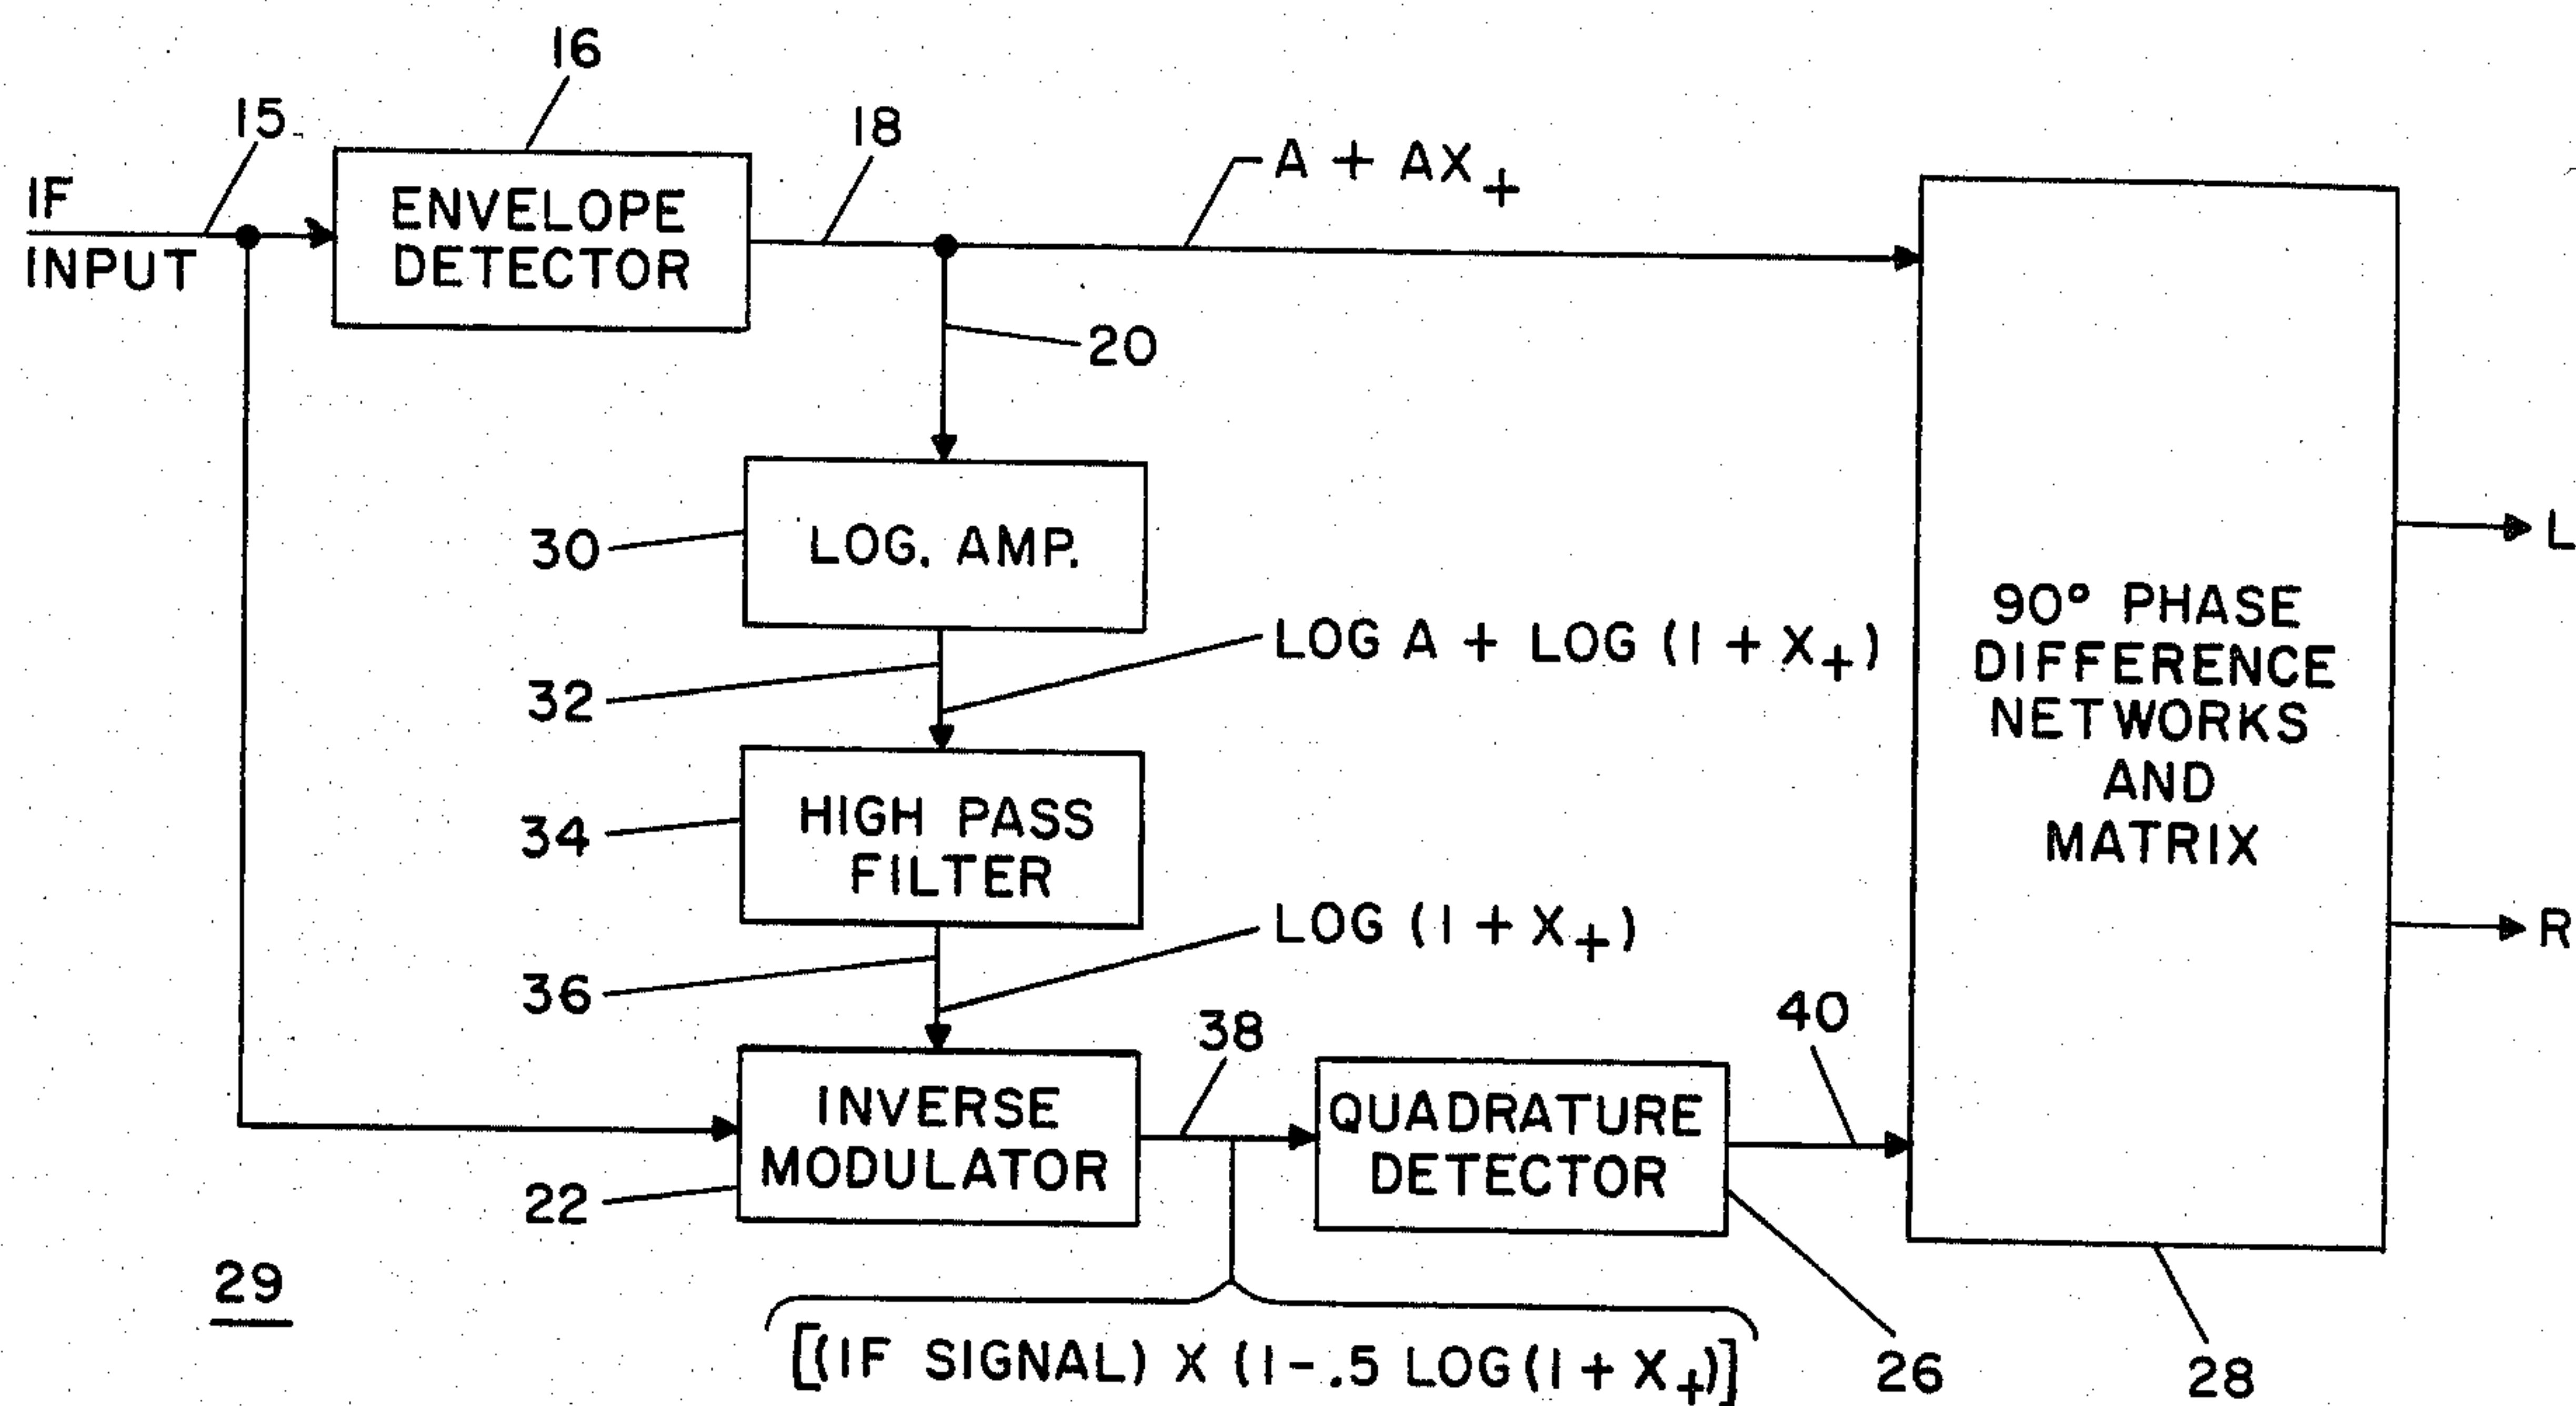 16
15
18
A + AX+
IF
INPUT
ENVELOPE
DETECTOR
20
30
LOG. AMP.
L
90° PHASE
DIFFERENCE
NETWORKS
AND
MATRIX
32
LOG A + LOG (1 + X+)
34
HIGH PASS
FILTER
36
LOG (1 + X+)
R
38
40
INVERSE
MODULATOR
QUADRATURE
DETECTOR
22
29
[(IF SIGNAL) X (1-.5 LOG(1 + X+)]
26
28